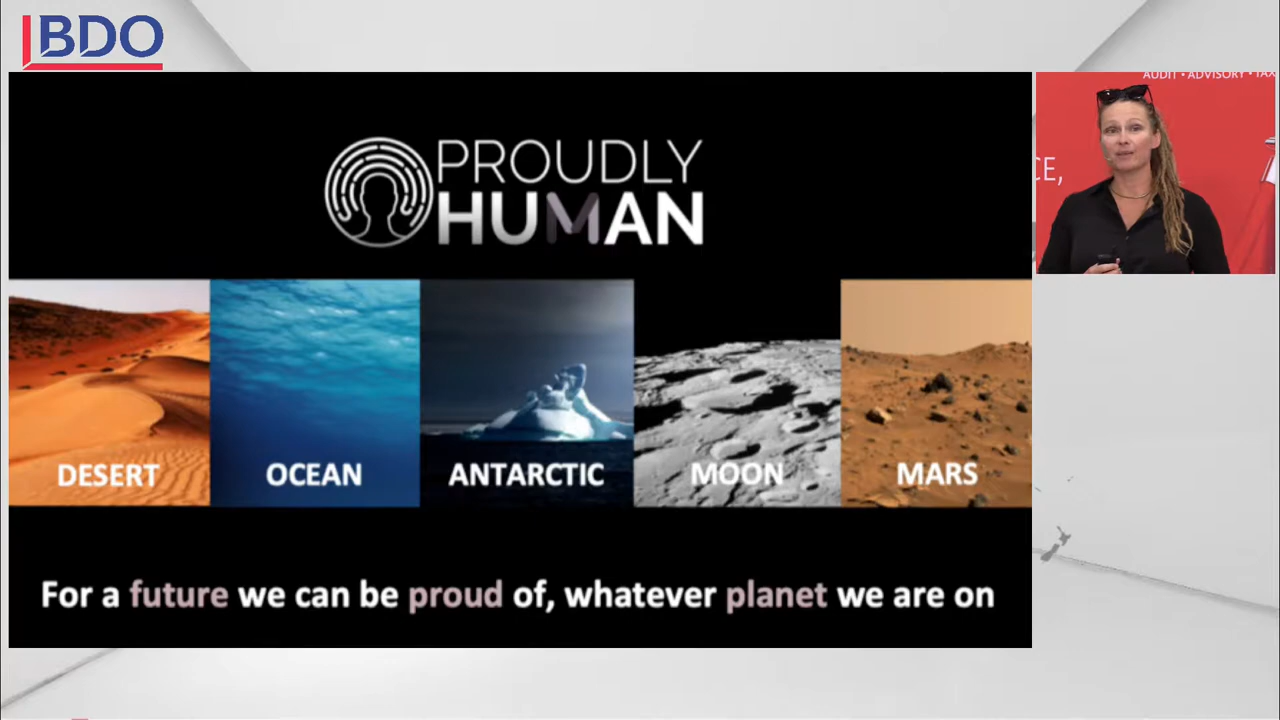 BDO
AUDIT • ADVISORY • TAX
CE,
PROUDLY
HUMAN
DESERT
OCEAN
ANTARCTIC
MOON
MARS
For a future we can be proud of, whatever planet we are on